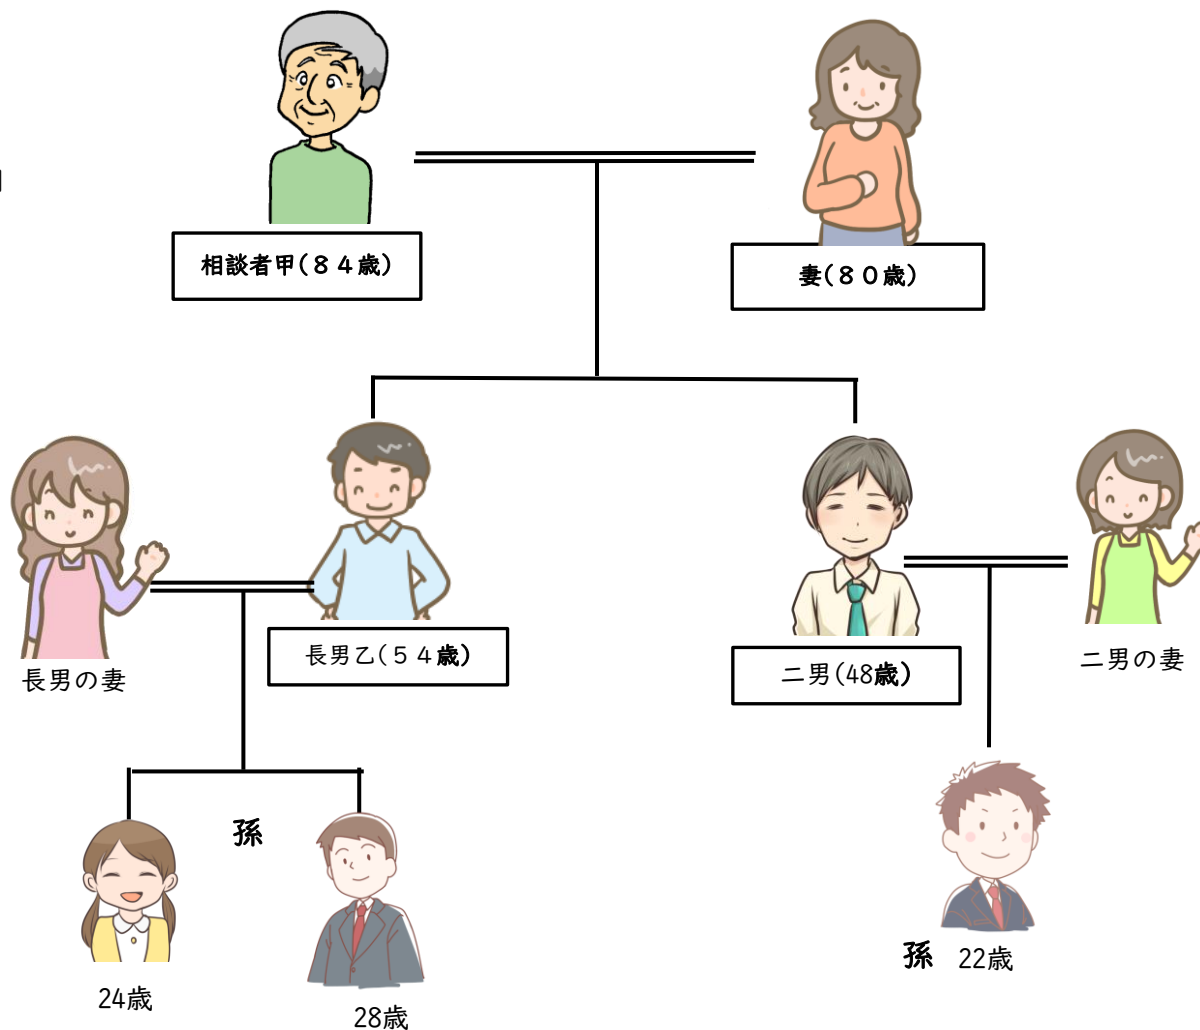 相談者甲(８４歳)
妻(８０歳)
長男の妻
長男乙(５４歳)
二男(48歳)
二男の妻
孫
24歳
28歳
孫 22歳